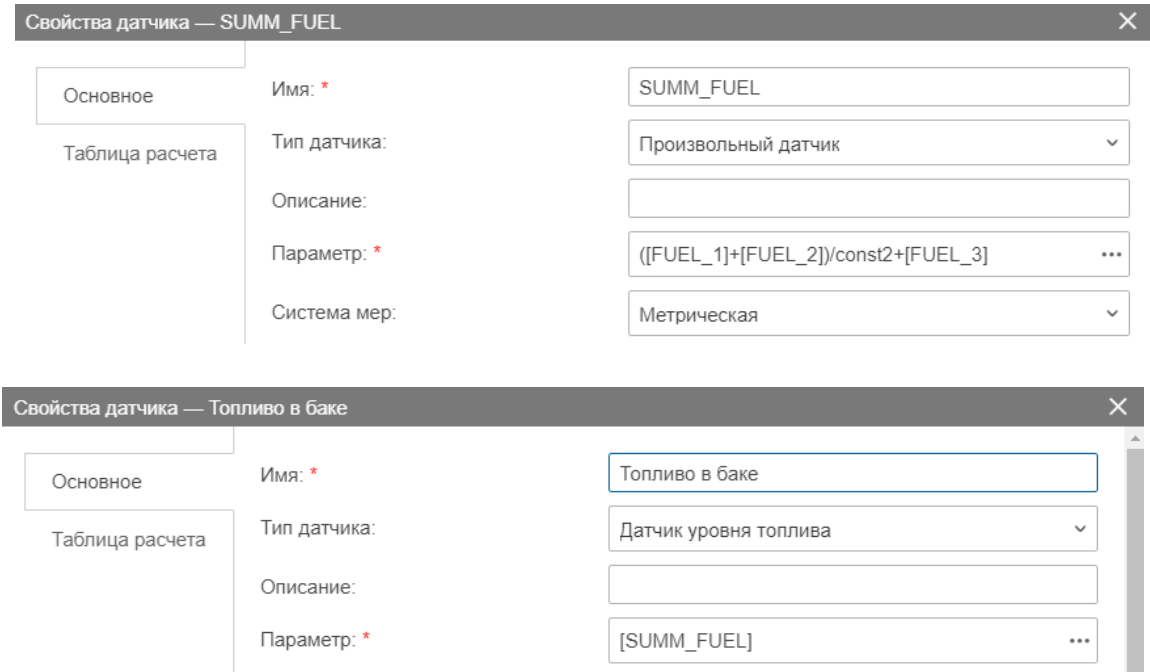 Свойства датчика — SUMM_FUEL
Основное
Таблица расчета
Имя: *
SUMM_FUEL
Тип датчика:
Произвольный датчик
Описание:
Параметр: *
([FUEL_1]+[FUEL_2])/const2+[FUEL_3]
Система мер:
Метрическая
Свойства датчика — Топливо в баке
Основное
Таблица расчета
Имя: *
Топливо в баке
Тип датчика:
Датчик уровня топлива
Описание:
Параметр: *
[SUMM_FUEL]